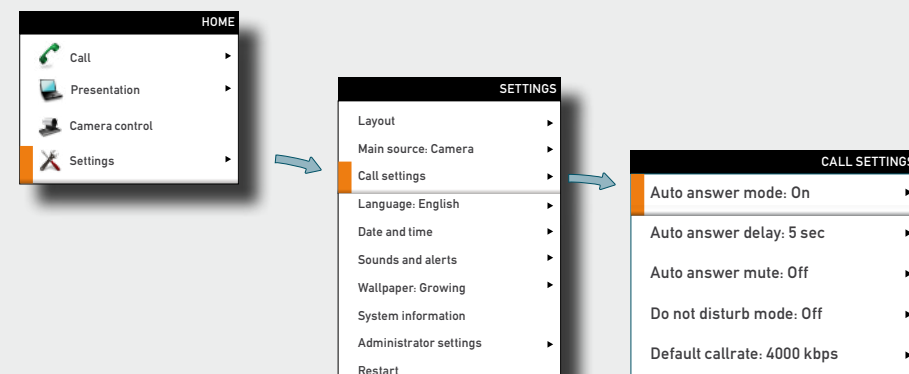 HOME
Call
Presentation
Camera control
Settings
SETTINGS
Layout
Main source: Camera
Call settings
Language: English
Date and time
Sounds and alerts
Wallpaper: Growing
System information
Administrator settings
Restart
CALL SETTINGS
Auto answer mode: On
Auto answer delay: 5 sec
Auto answer mute: Off
Do not disturb mode: Off
Default callrate: 4000 kbps